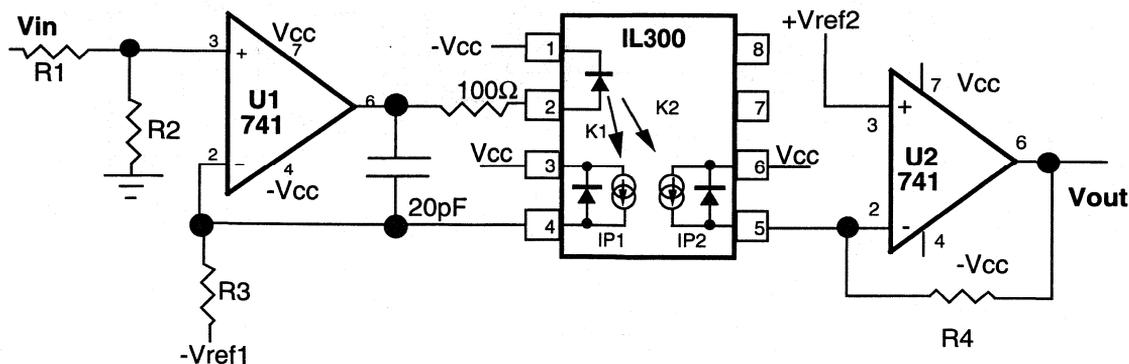 Vin
R1
R2
3
+
Vcc
7
U1
741
6
2
–
4
-Vcc
20pF
R3
-Vref1
100Ω
-Vcc
1
2
Vcc
3
4
IL300
K1
K2
IP1
IP2
8
7
6
Vcc
5
+Vref2
+
3
7
Vcc
U2
741
6
2
-
4
-Vcc
Vout
R4